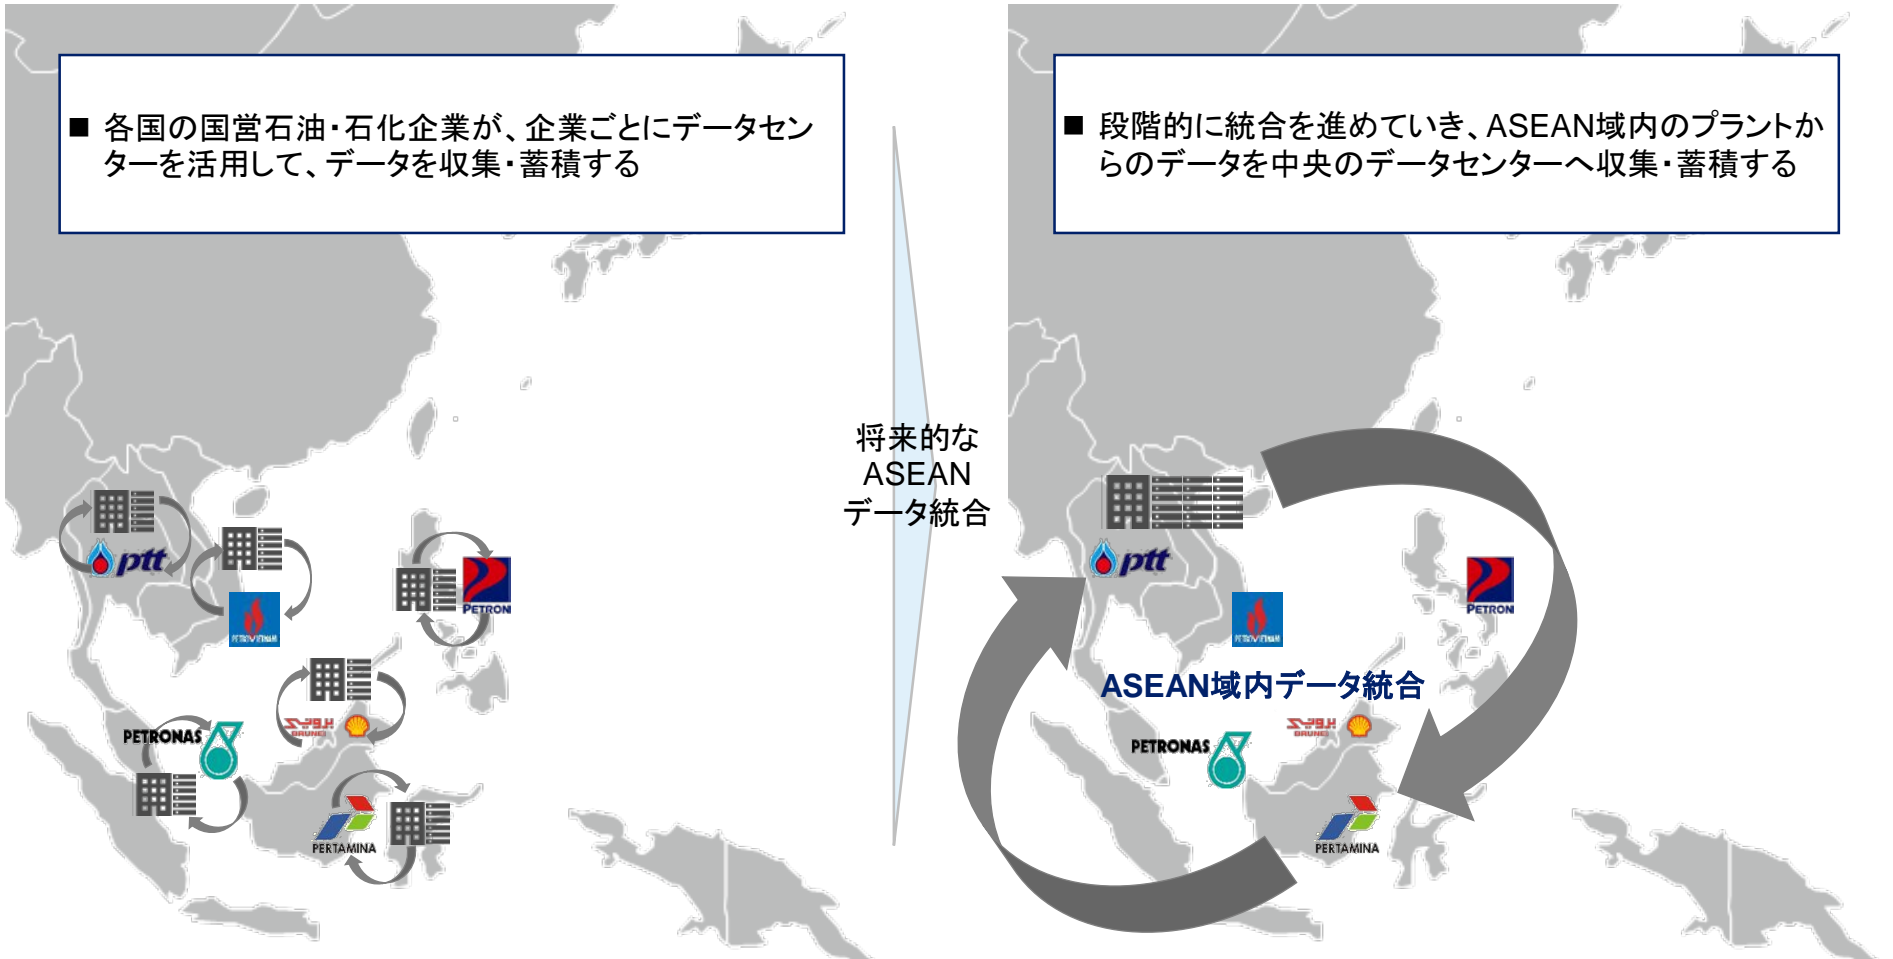 ■ 各国の国営石油・石化企業が、企業ごとにデータセン
ターを活用して、データを収集・蓄積する
ptt
PETROVIETNAM
PETRON
بروني
BRUNEI
PETRONAS
PERTAMINA
将来的な
ASEAN
データ統合
■ 段階的に統合を進めていき、ASEAN域内のプラントか
らのデータを中央のデータセンターへ収集・蓄積する
ptt
PETROVIETNAM
PETRON
ASEAN域内データ統合
بروني
BRUNEI
PETRONAS
PERTAMINA